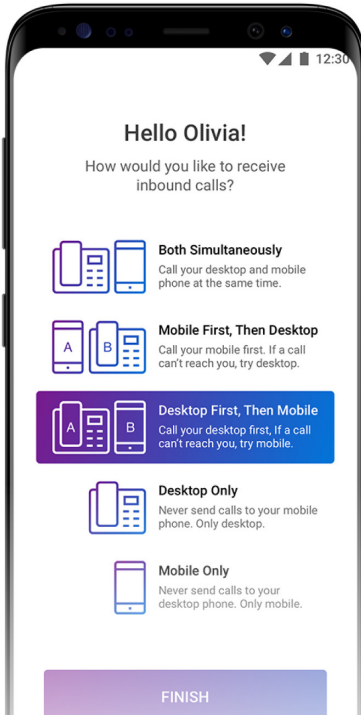 12:30
Hello Olivia!
How would you like to receive
inbound calls?
Both Simultaneously
Call your desktop and mobile
phone at the same time.
A B
Mobile First, Then Desktop
Call your mobile first. If a call
can't reach you, try desktop.
A B
Desktop First, Then Mobile
Call your desktop first, If a call
can't reach you, try mobile.
Desktop Only
Never send calls to your mobile
phone. Only desktop.
Mobile Only
Never send calls to your
desktop phone. Only mobile.
FINISH